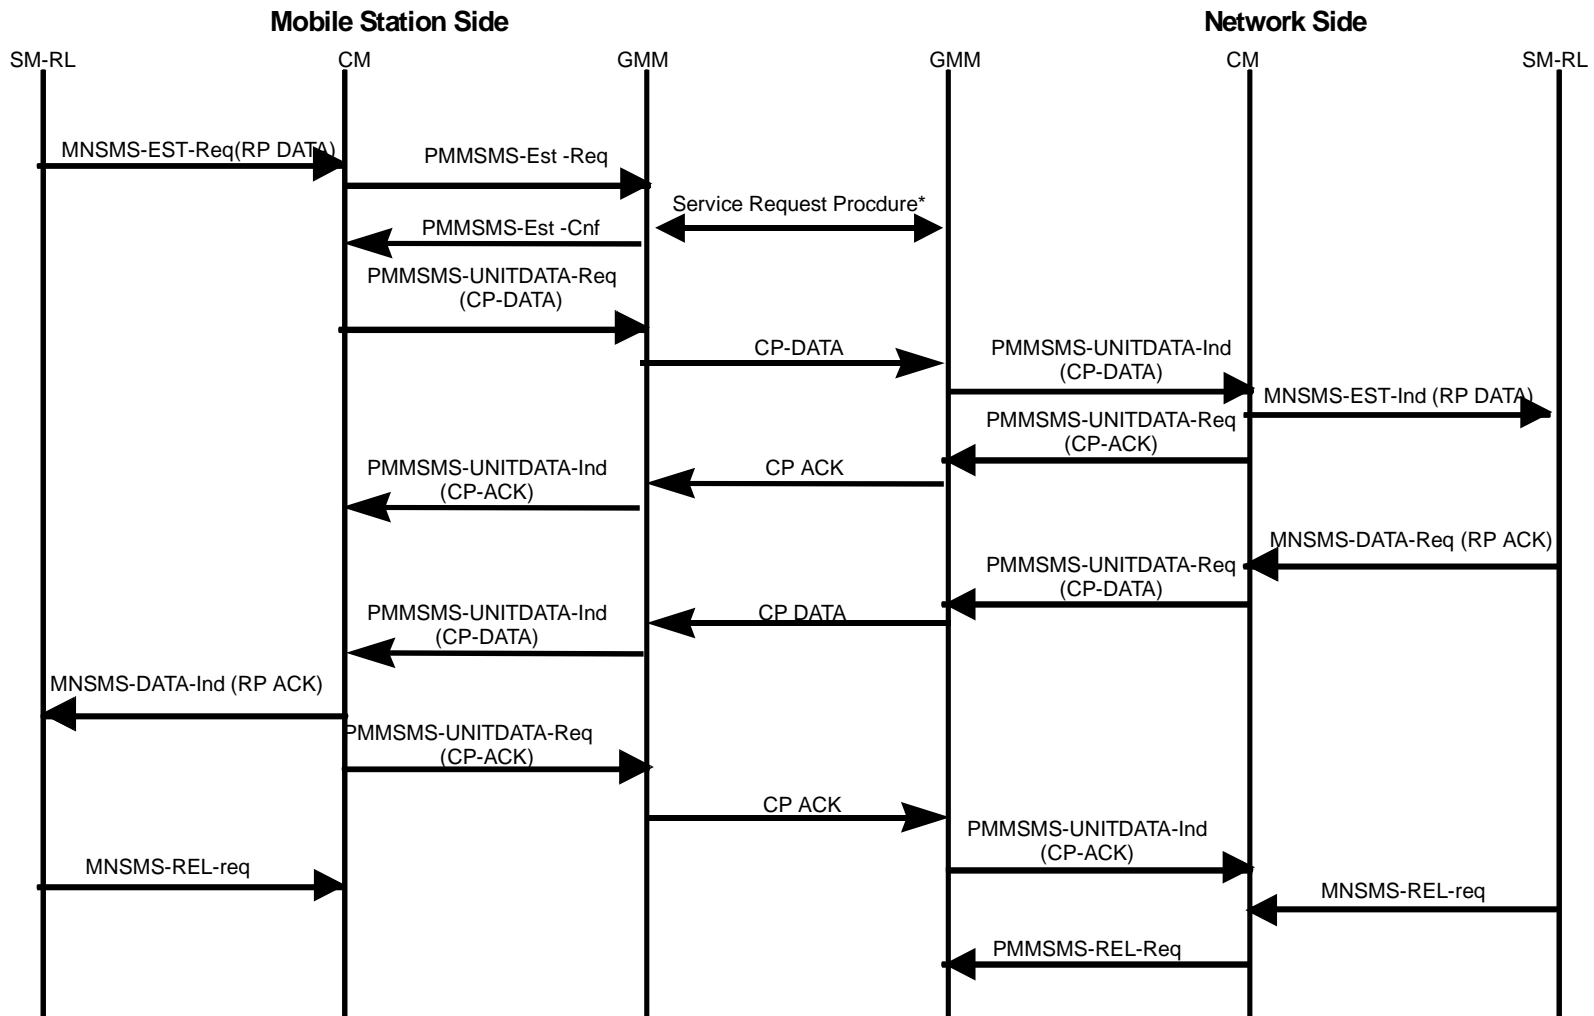 Mobile Station Side
Network Side
SM-RL
CM
GMM
GMM
CM
SM-RL
MNSMS-EST-Req(RP DATA)
PMMSMS-Est -Req
Service Request Procdure*
PMMSMS-Est -Cnf
PMMSMS-UNITDATA-Req
(CP-DATA)
CP-DATA
PMMSMS-UNITDATA-Ind
(CP-DATA)
MNSMS-EST-Ind (RP DATA)
PMMSMS-UNITDATA-Req
(CP-ACK)
CP ACK
PMMSMS-UNITDATA-Ind
(CP-ACK)
MNSMS-DATA-Req (RP ACK)
PMMSMS-UNITDATA-Req
(CP-DATA)
CP DATA
PMMSMS-UNITDATA-Ind
(CP-DATA)
MNSMS-DATA-Ind (RP ACK)
PMMSMS-UNITDATA-Req
(CP-ACK)
CP ACK
PMMSMS-UNITDATA-Ind
(CP-ACK)
MNSMS-REL-req
MNSMS-REL-req
PMMSMS-REL-Req